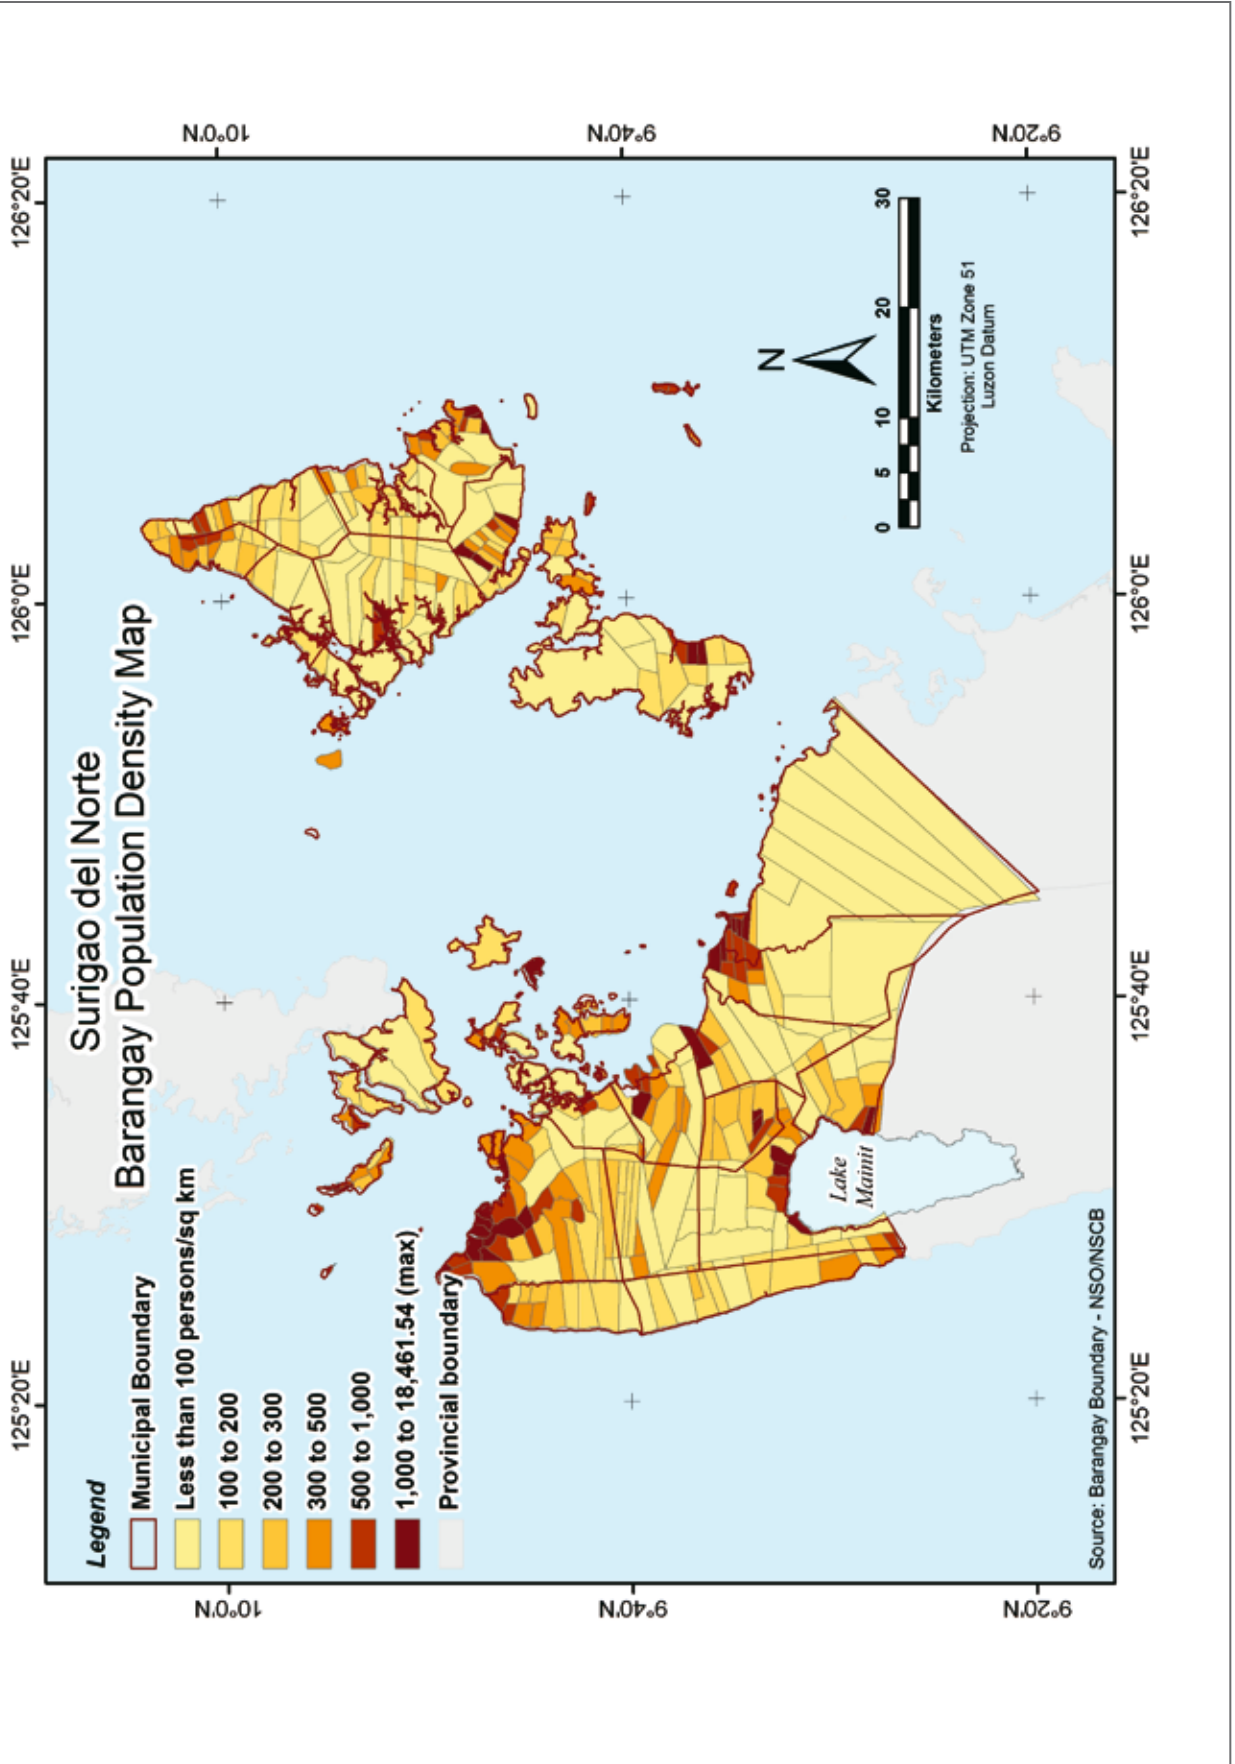 Surigao del Norte
Barangay Population Density Map
125°20'E
125°40'E
126°0'E
126°20'E
10°0'N
10°0'N
Legend
Municipal Boundary
Less than 100 persons/sq km
100 to 200
200 to 300
300 to 500
500 to 1,000
1,000 to 18,461.54 (max)
Provincial boundary
9°40'N
9°40'N
Lake
Mainit
N
0
5
10
20
30
Kilometers
Projection: UTM Zone 51
Luzon Datum
9°20'N
9°20'N
Source: Barangay Boundary - NSO/NSCB
125°20'E
125°40'E
126°0'E
126°20'E